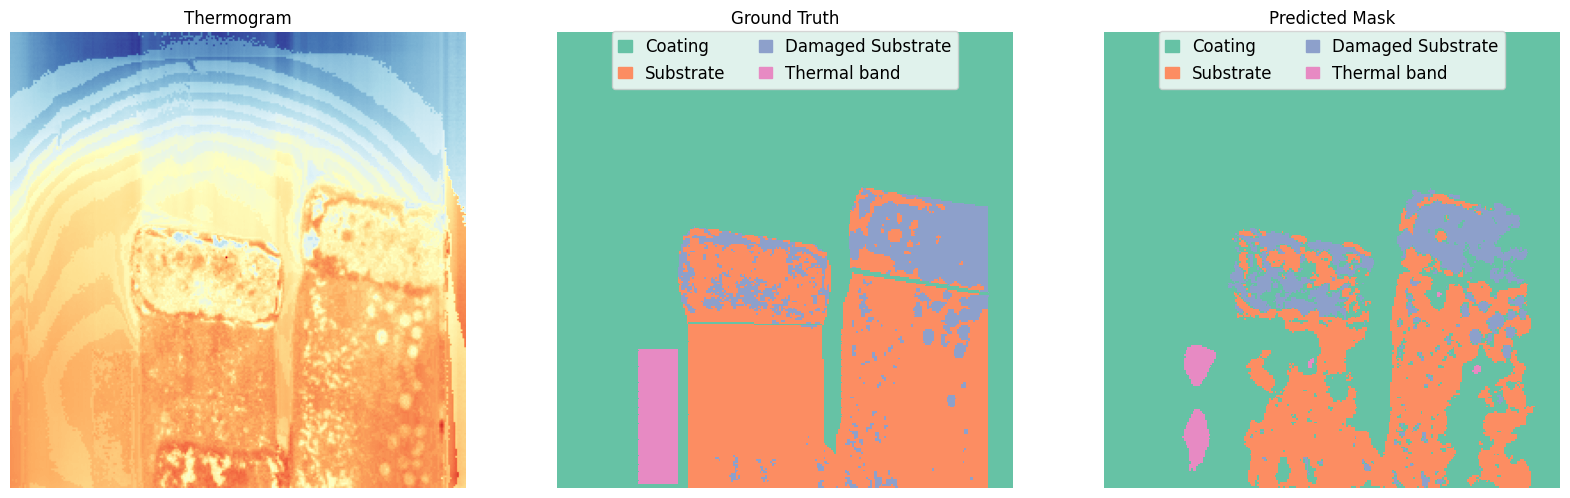 Thermogram
Ground Truth
Coating
Damaged Substrate
Substrate
Thermal band
Predicted Mask
Coating
Damaged Substrate
Substrate
Thermal band